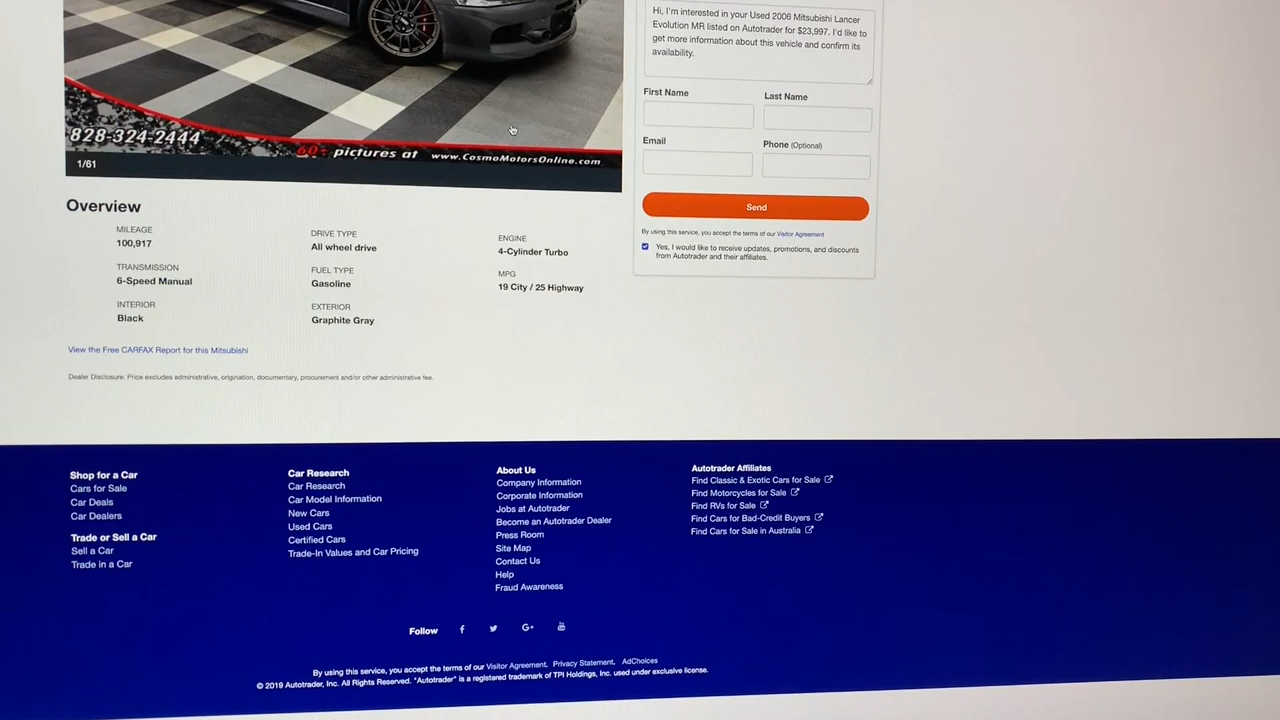 Hi, I'm interested in your Used 2006 Mitsubishi Lancer
Evolution MR listed on Autotrader for $23,997. I'd like to
get more information about this vehicle and confirm its
availability.
First Name
Last Name
Email
Phone (Optional)
Send
By using this service, you accept the terms of our Visitor Agreement
Yes, I would like to receive updates, promotions, and discounts
from Autotrader and their affiliates.
828-324-2444
60+ pictures at www.CosmoMotorsOnline.com
1/61
Overview
MILEAGE
100,917
TRANSMISSION
6-Speed Manual
INTERIOR
Black
DRIVE TYPE
All wheel drive
FUEL TYPE
Gasoline
EXTERIOR
Graphite Gray
ENGINE
4-Cylinder Turbo
MPG
19 City / 25 Highway
View the Free CARFAX Report for this Mitsubishi
Dealer Disclosure: Price excludes administrative, origination, documentary, procurement and/or other administrative fee.
Shop for a Car
Cars for Sale
Car Deals
Car Dealers
Trade or Sell a Car
Sell a Car
Trade in a Car
Car Research
Car Research
Car Model Information
New Cars
Used Cars
Certified Cars
Trade-In Values and Car Pricing
About Us
Company Information
Corporate Information
Jobs at Autotrader
Become an Autotrader Dealer
Press Room
Site Map
Contact Us
Help
Fraud Awareness
Autotrader Affiliates
Find Classic & Exotic Cars for Sale
Find Motorcycles for Sale
Find RVs for Sale
Find Cars for Bad-Credit Buyers
Find Cars for Sale in Australia
Follow
By using this service, you accept the terms of our Visitor Agreement. Privacy Statement. AdChoices
© 2019 Autotrader, Inc. All Rights Reserved. "Autotrader" is a registered trademark of TPI Holdings, Inc. used under exclusive license.